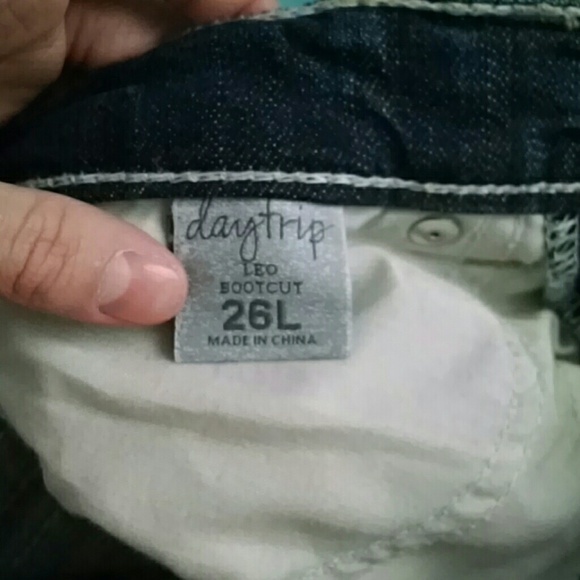 daytrip
LEO
BOOTCUT
26L
MADE IN CHINA